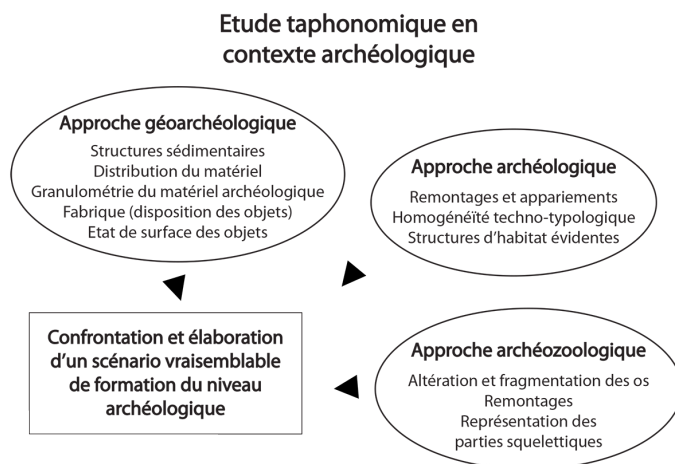 Etude taphonomique en
contexte archéologique
Approche géoarchéologique
Structures sédimentaires
Distribution du matériel
Granulométrie du matériel archéologique
Fabrique (disposition des objets)
Etat de surface des objets
Approche archéologique
Remontages et appariements
Homogénéïté techno-typologique
Structures d'habitat évidentes
Confrontation et élaboration
d'un scénario vraisemblable
de formation du niveau
archéologique
Approche archéozoologique
Altération et fragmentation des os
Remontages
Représentation des
parties squelettiques